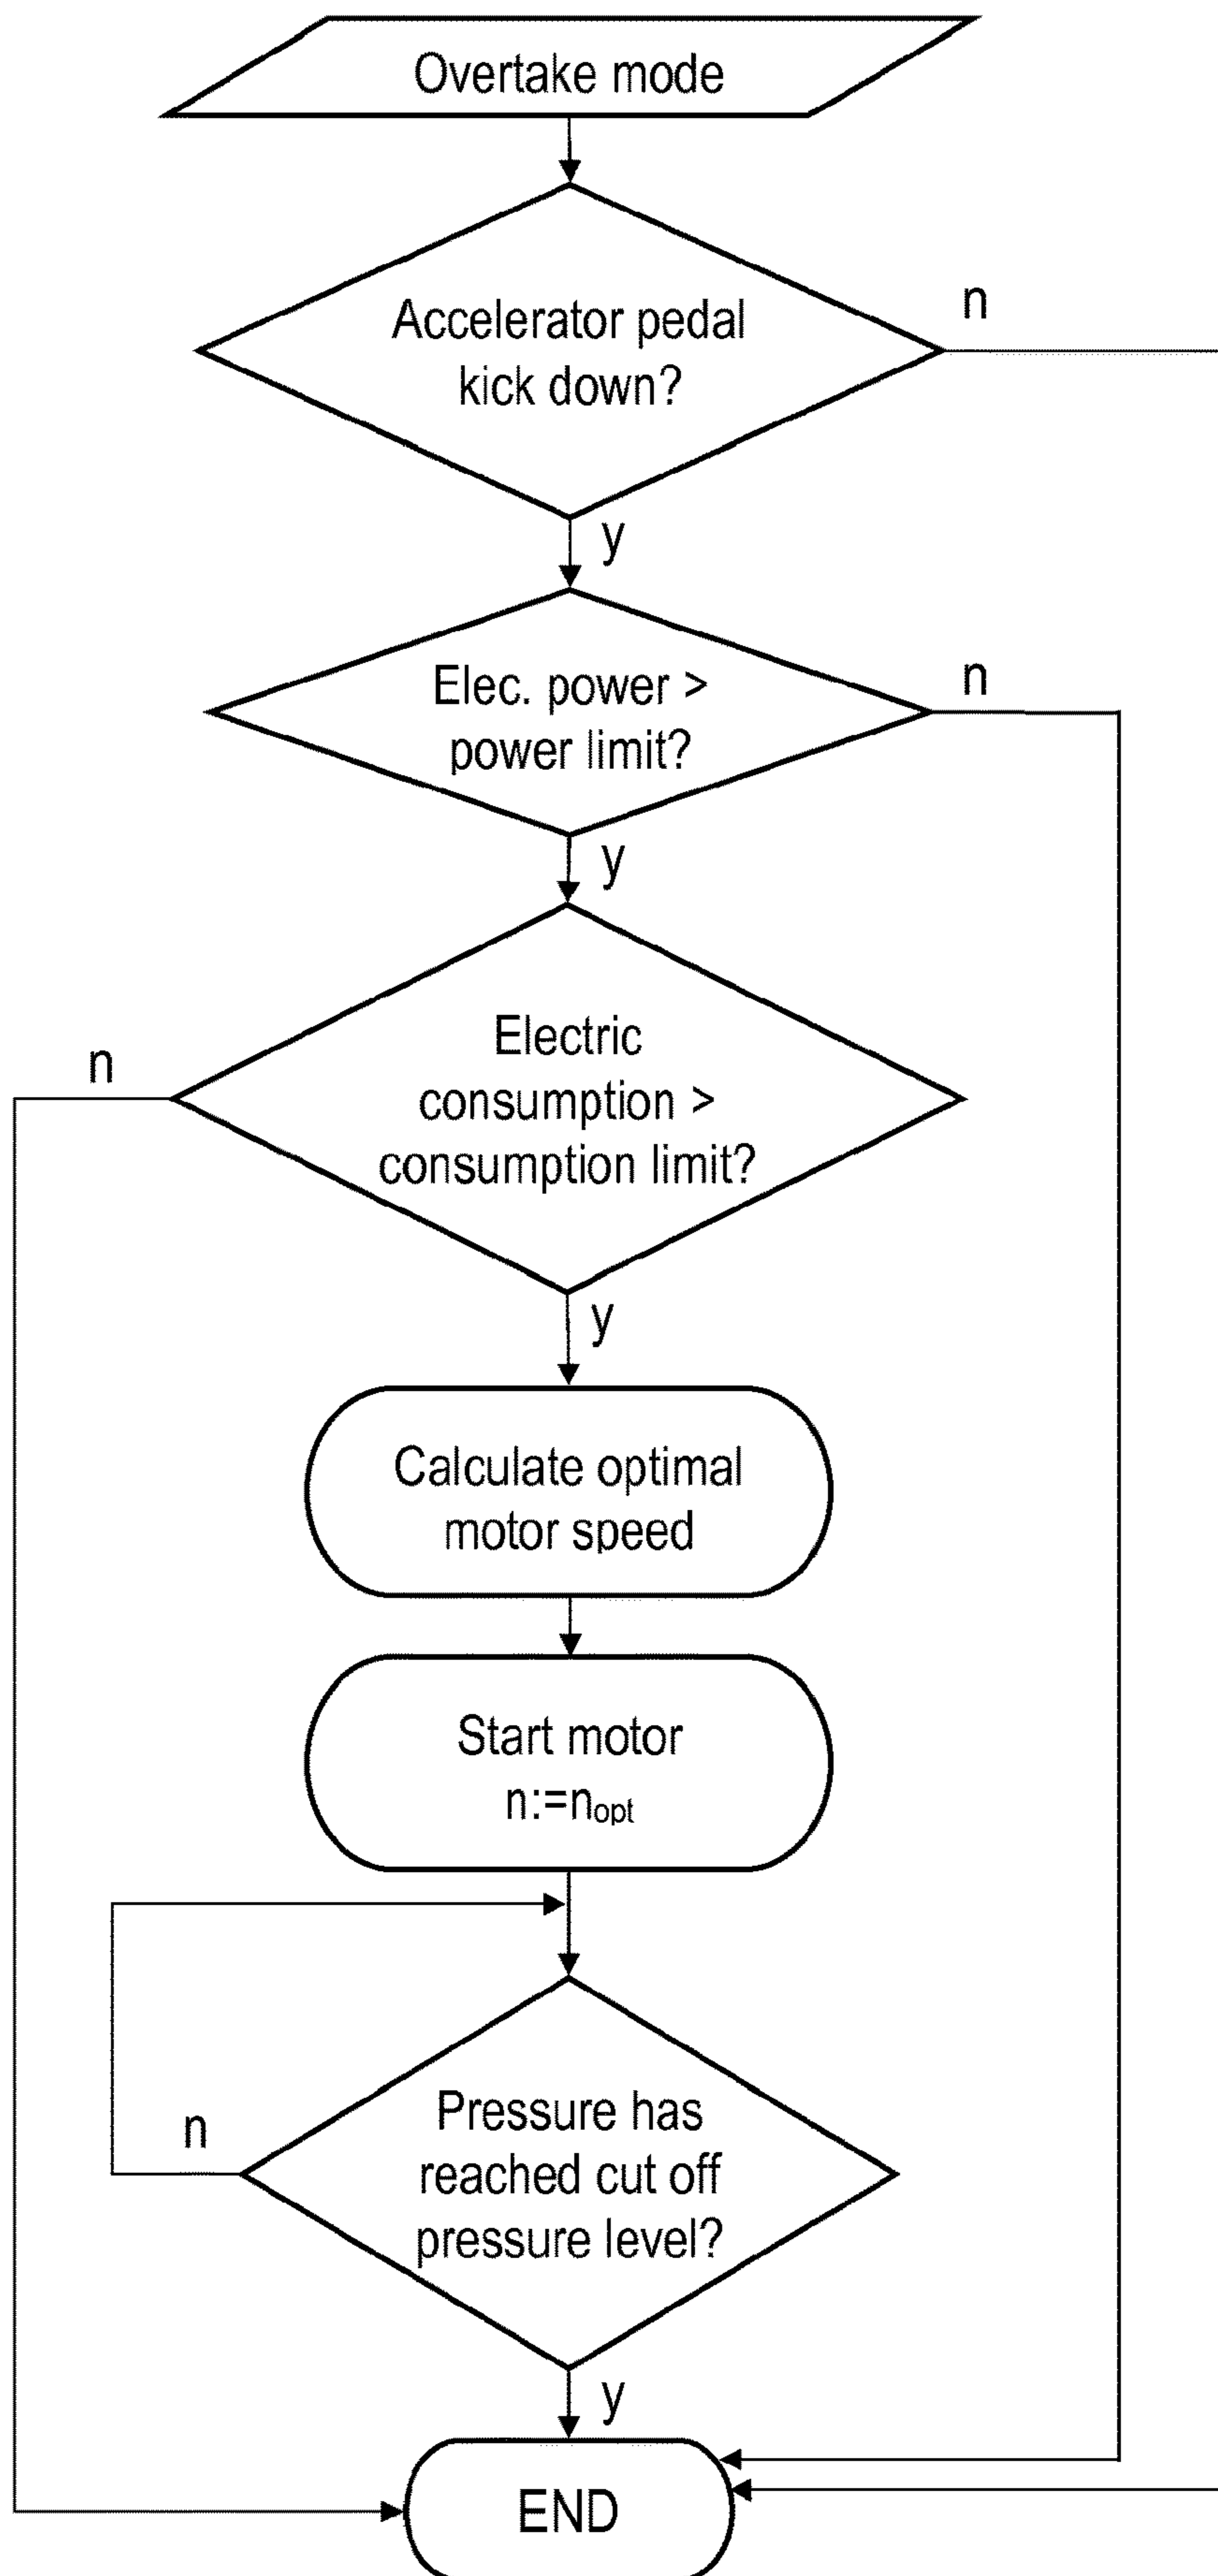 Overtake mode
Accelerator pedal
kick down?
n
y
Elec. power >
power limit?
n
y
Electric
consumption >
consumption limit?
n
y
Calculate optimal
motor speed
Start motor
n:=nopt
Pressure has
reached cut off
pressure level?
n
y
END